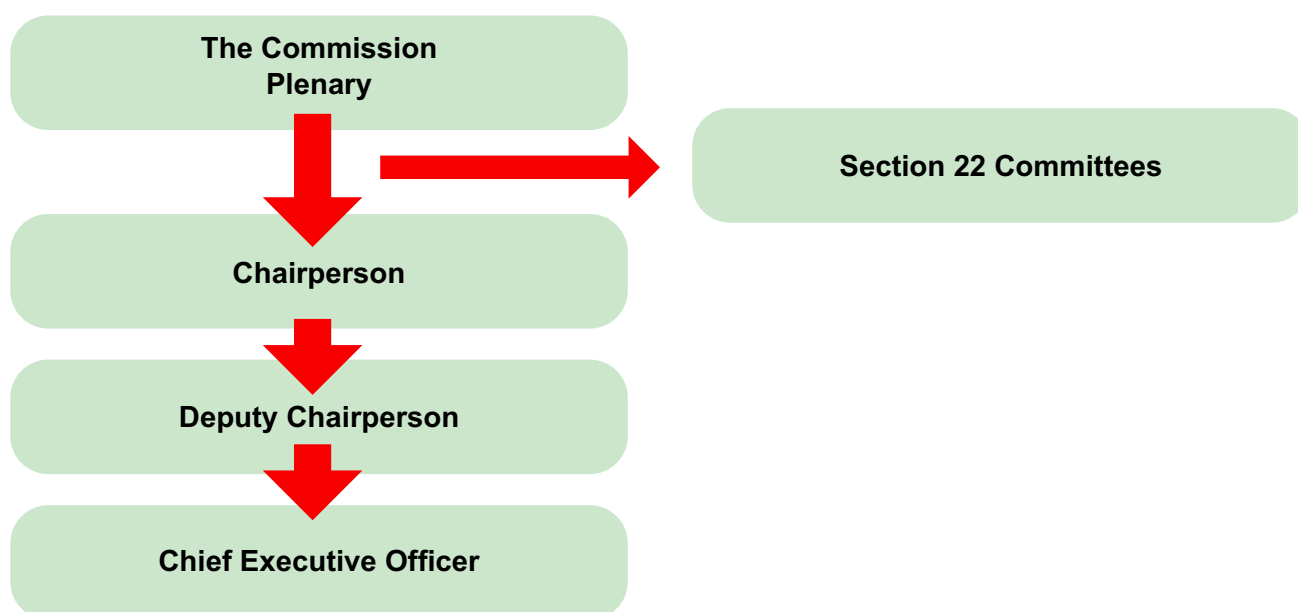 The Commission
Plenary
Section 22 Committees
Chairperson
Deputy Chairperson
Chief Executive Officer